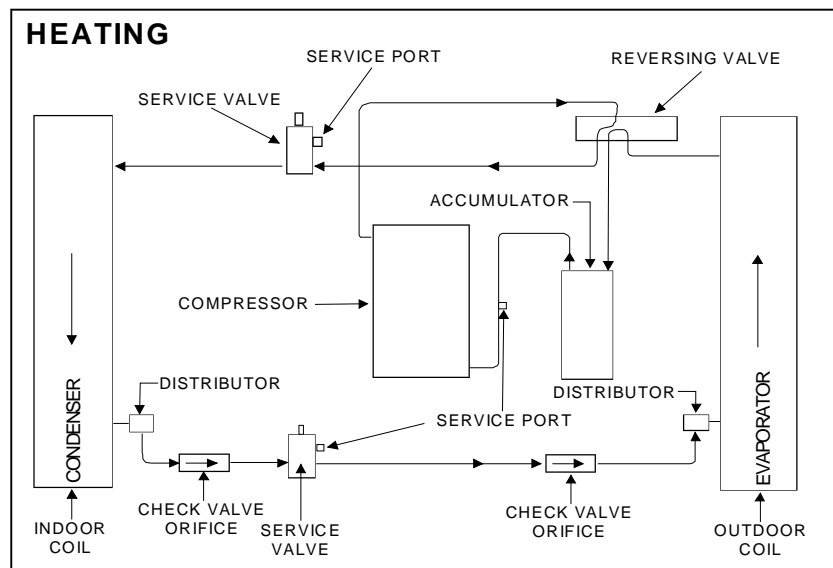 HEATING
SERVICE PORT
REVERSING VALVE
SERVICE VALVE
ACCUMULATOR
COMPRESSOR
DISTRIBUTOR
DISTRIBUTOR
CONDENSER
EVAPORATOR
SERVICE PORT
CHECK VALVE
ORIFICE
CHECK VALVE
ORIFICE
INDOOR
COIL
SERVICE
VALVE
OUTDOOR
COIL